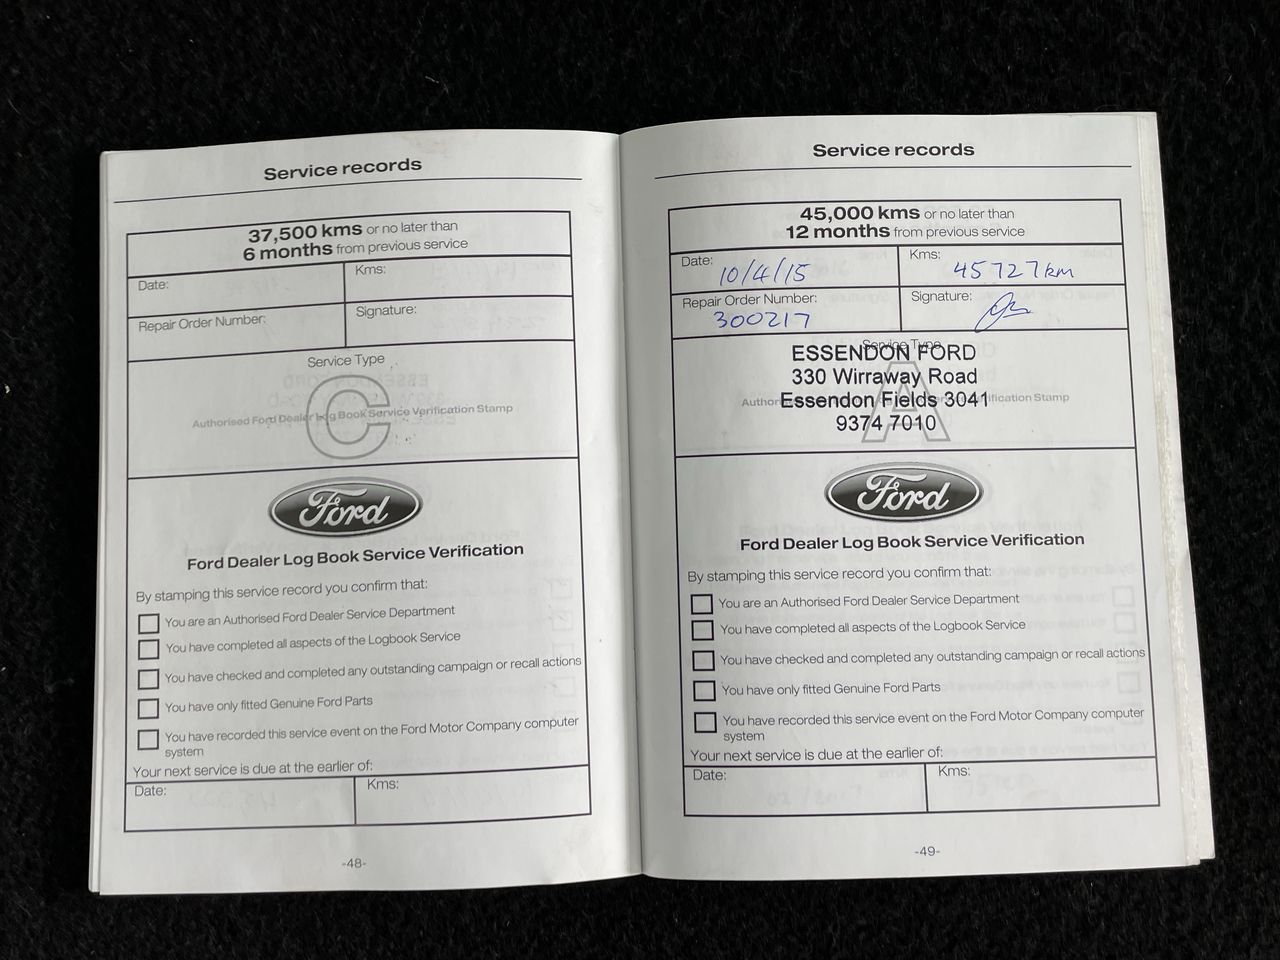 Service records
37,500 kms or no later than
6 months from previous service
Date:
Kms:
Repair Order Number:
Signature:
Service Type
C
Authorised Ford Dealer Log Book Service Verification Stamp
Ford
Ford Dealer Log Book Service Verification
By stamping this service record you confirm that:
You are an Authorised Ford Dealer Service Department
You have completed all aspects of the Logbook Service
You have checked and completed any outstanding campaign or recall actions
You have only fitted Genuine Ford Parts
You have recorded this service event on the Ford Motor Company computer
system
Your next service is due at the earlier of:
Date:
Kms:
-48-
Service records
45,000 kms or no later than
12 months from previous service
Date: 10/4/15
Kms: 45727km
Repair Order Number: 300217
Signature:
Service Type
ESSENDON FORD
330 Wirraway Road
Essendon Fields 3041
9374 7010
A
Ford
Ford Dealer Log Book Service Verification
By stamping this service record you confirm that:
You are an Authorised Ford Dealer Service Department
You have completed all aspects of the Logbook Service
You have checked and completed any outstanding campaign or recall actions
You have only fitted Genuine Ford Parts
You have recorded this service event on the Ford Motor Company computer
system
Your next service is due at the earlier of:
Date:
Kms:
-49-